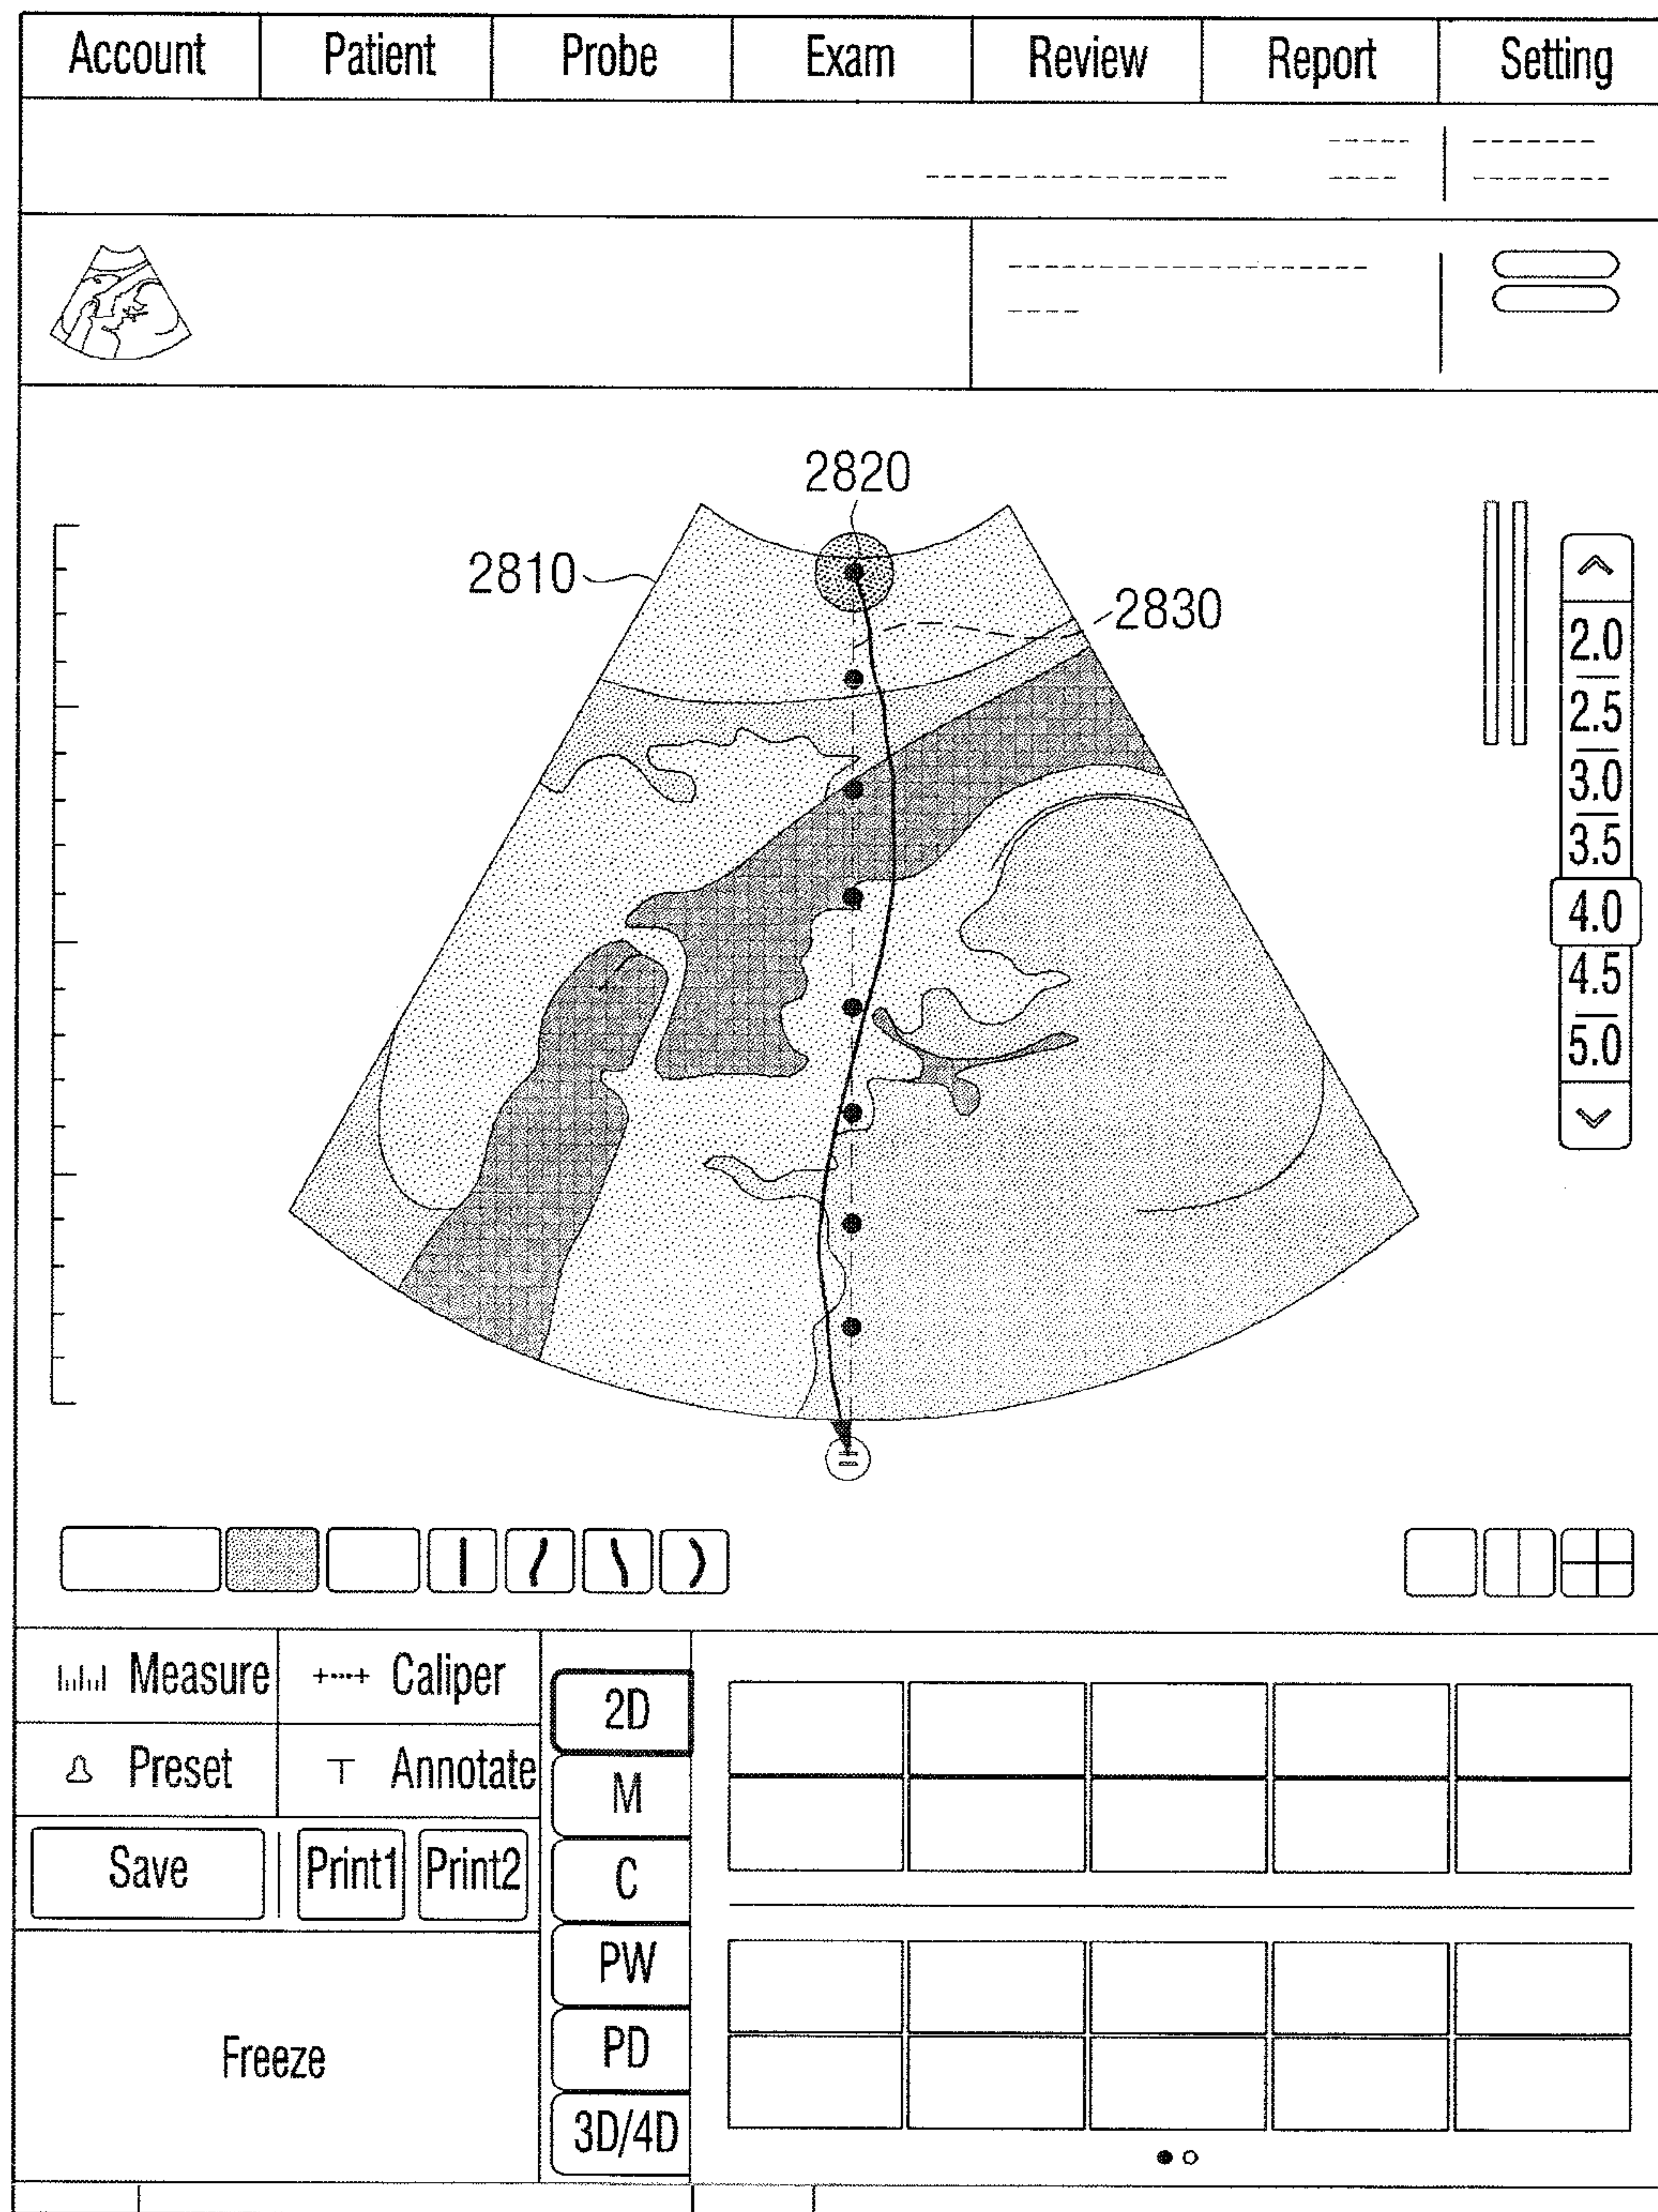 Account Patient Probe Exam Review Report Setting
2820
2810
2830
2.0
2.5
3.0
3.5
4.0
4.5
5.0
Measure Caliper
Preset Annotate
Save Print1 Print2
Freeze
2D
M
C
PW
PD
3D/4D